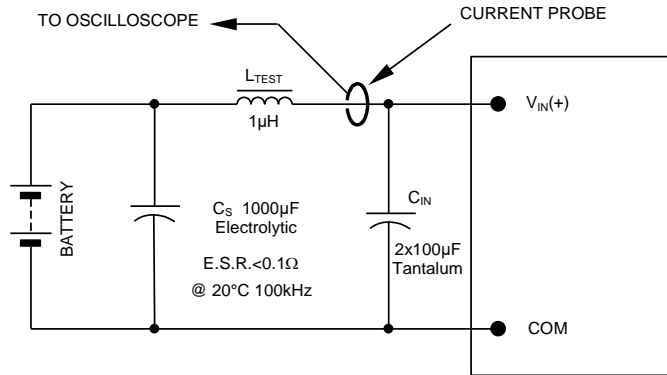 TO OSCILLOSCOPE
CURRENT PROBE
LTEST
1µH
VIN(+)
BATTERY
CS 1000µF
Electrolytic
E.S.R.<0.1Ω
@ 20°C 100kHz
CIN
2x100µF
Tantalum
COM